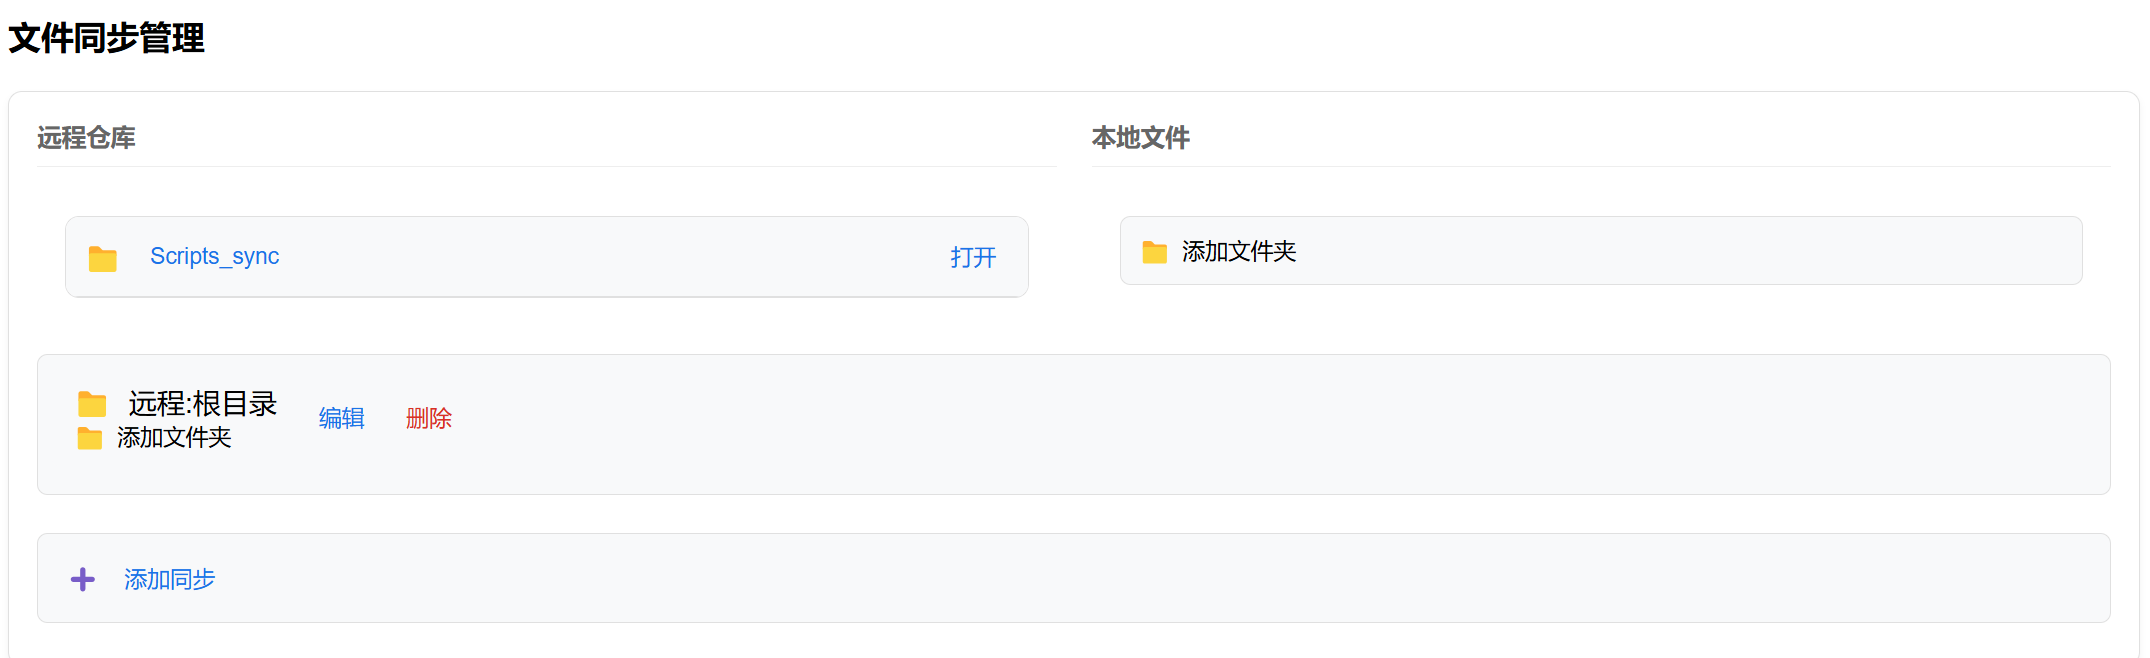 文件同步管理
远程仓库
本地文件
Scripts_sync
打开
添加文件夹
远程:根目录
添加文件夹
编辑
删除
添加同步